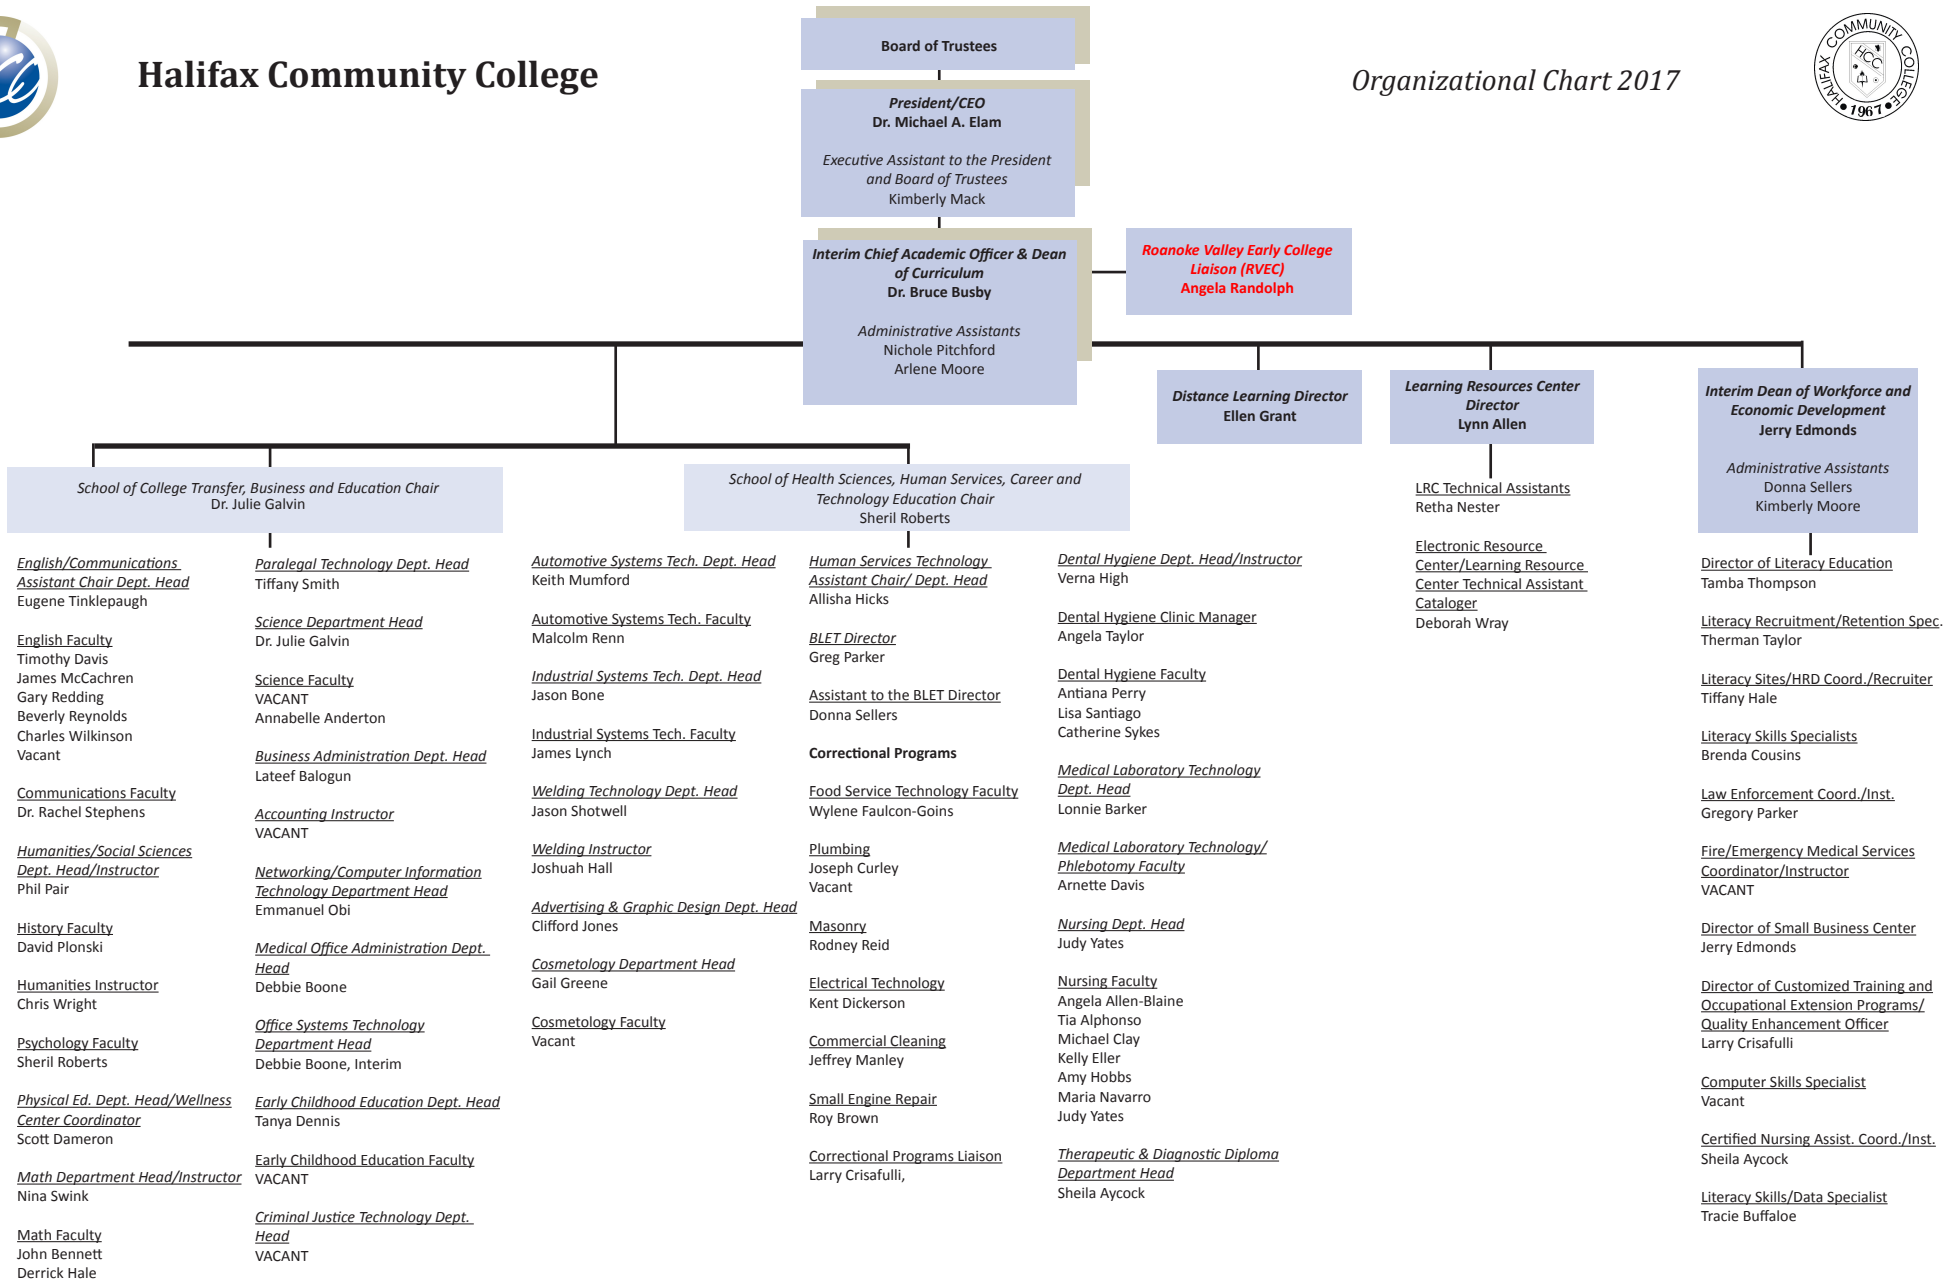 Halifax Community College
Organizational Chart 2017
HALIFAX COMMUNITY COLLEGE
HCC
1967
Board of Trustees
President/CEO
Dr. Michael A. Elam
Executive Assistant to the President
and Board of Trustees
Kimberly Mack
Interim Chief Academic Officer & Dean
of Curriculum
Dr. Bruce Busby
Administrative Assistants
Nichole Pitchford
Arlene Moore
Roanoke Valley Early College
Liaison (RVEC)
Angela Randolph
Distance Learning Director
Ellen Grant
Learning Resources Center
Director
Lynn Allen
Interim Dean of Workforce and
Economic Development
Jerry Edmonds
Administrative Assistants
Donna Sellers
Kimberly Moore
School of College Transfer, Business and Education Chair
Dr. Julie Galvin
School of Health Sciences, Human Services, Career and
Technology Education Chair
Sheril Roberts
English/Communications
Assistant Chair Dept. Head
Eugene Tinklepaugh
English Faculty
Timothy Davis
James McCachren
Gary Redding
Beverly Reynolds
Charles Wilkinson
Vacant
Communications Faculty
Dr. Rachel Stephens
Humanities/Social Sciences
Dept. Head/Instructor
Phil Pair
History Faculty
David Plonski
Humanities Instructor
Chris Wright
Psychology Faculty
Sheril Roberts
Physical Ed. Dept. Head/Wellness
Center Coordinator
Scott Dameron
Math Department Head/Instructor
Nina Swink
Math Faculty
John Bennett
Derrick Hale
Paralegal Technology Dept. Head
Tiffany Smith
Science Department Head
Dr. Julie Galvin
Science Faculty
VACANT
Annabelle Anderton
Business Administration Dept. Head
Lateef Balogun
Accounting Instructor
VACANT
Networking/Computer Information
Technology Department Head
Emmanuel Obi
Medical Office Administration Dept.
Head
Debbie Boone
Office Systems Technology
Department Head
Debbie Boone, Interim
Early Childhood Education Dept. Head
Tanya Dennis
Early Childhood Education Faculty
VACANT
Criminal Justice Technology Dept.
Head
VACANT
Automotive Systems Tech. Dept. Head
Keith Mumford
Automotive Systems Tech. Faculty
Malcolm Renn
Industrial Systems Tech. Dept. Head
Jason Bone
Industrial Systems Tech. Faculty
James Lynch
Welding Technology Dept. Head
Jason Shotwell
Welding Instructor
Joshuah Hall
Advertising & Graphic Design Dept. Head
Clifford Jones
Cosmetology Department Head
Gail Greene
Cosmetology Faculty
Vacant
Human Services Technology
Assistant Chair/ Dept. Head
Allisha Hicks
BLET Director
Greg Parker
Assistant to the BLET Director
Donna Sellers
Correctional Programs
Food Service Technology Faculty
Wylene Faulcon-Goins
Plumbing
Joseph Curley
Vacant
Masonry
Rodney Reid
Electrical Technology
Kent Dickerson
Commercial Cleaning
Jeffrey Manley
Small Engine Repair
Roy Brown
Correctional Programs Liaison
Larry Crisafulli,
Dental Hygiene Dept. Head/Instructor
Verna High
Dental Hygiene Clinic Manager
Angela Taylor
Dental Hygiene Faculty
Antiana Perry
Lisa Santiago
Catherine Sykes
Medical Laboratory Technology
Dept. Head
Lonnie Barker
Medical Laboratory Technology/
Phlebotomy Faculty
Arnette Davis
Nursing Dept. Head
Judy Yates
Nursing Faculty
Angela Allen-Blaine
Tia Alphonso
Michael Clay
Kelly Eller
Amy Hobbs
Maria Navarro
Judy Yates
Therapeutic & Diagnostic Diploma
Department Head
Sheila Aycock
LRC Technical Assistants
Retha Nester
Electronic Resource
Center/Learning Resource
Center Technical Assistant
Cataloger
Deborah Wray
Director of Literacy Education
Tamba Thompson
Literacy Recruitment/Retention Spec.
Therman Taylor
Literacy Sites/HRD Coord./Recruiter
Tiffany Hale
Literacy Skills Specialists
Brenda Cousins
Law Enforcement Coord./Inst.
Gregory Parker
Fire/Emergency Medical Services
Coordinator/Instructor
VACANT
Director of Small Business Center
Jerry Edmonds
Director of Customized Training and
Occupational Extension Programs/
Quality Enhancement Officer
Larry Crisafulli
Computer Skills Specialist
Vacant
Certified Nursing Assist. Coord./Inst.
Sheila Aycock
Literacy Skills/Data Specialist
Tracie Buffaloe